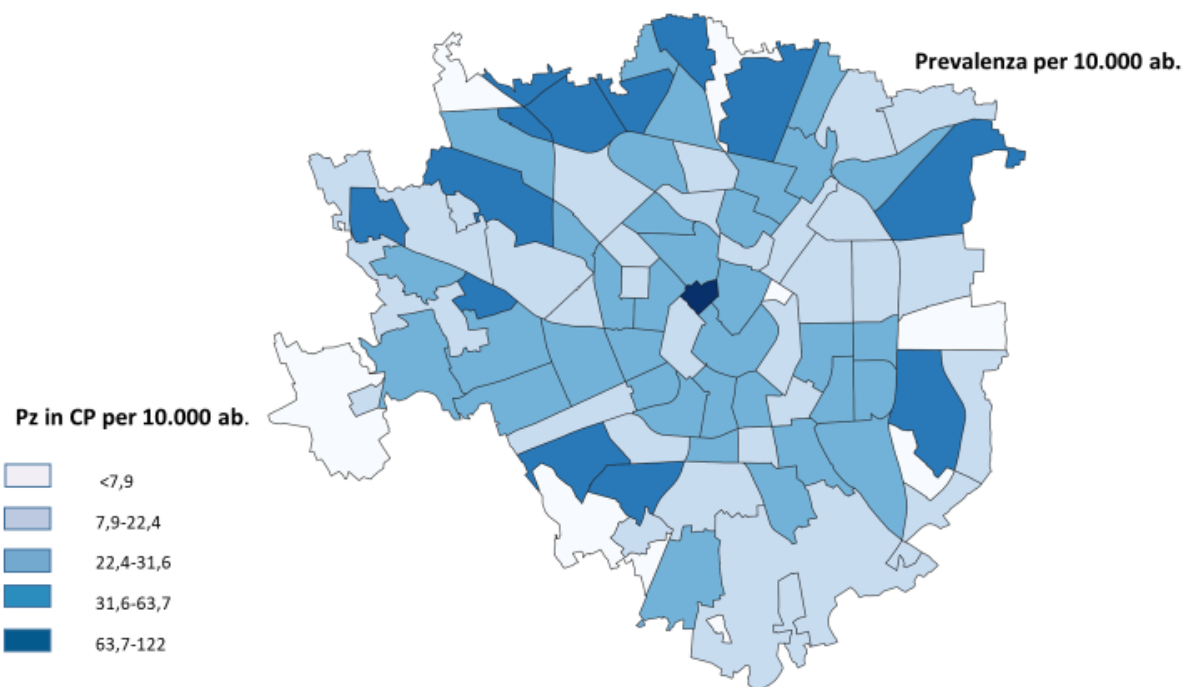 Prevalenza per 10.000 ab.
Pz in CP per 10.000 ab.
<7,9
7,9-22,4
22,4-31,6
31,6-63,7
63,7-122